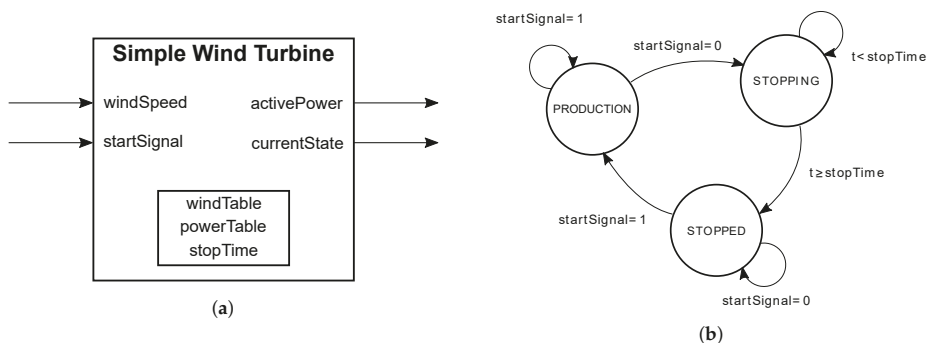 Simple Wind Turbine
windSpeed
activePower
startSignal
currentState
windTable
powerTable
stopTime
(a)
startSignal= 1
startSignal= 0
t< stopTime
STOPPING
PRODUCTION
t≥stopTime
startSignal= 1
STOPPED
startSignal= 0
(b)